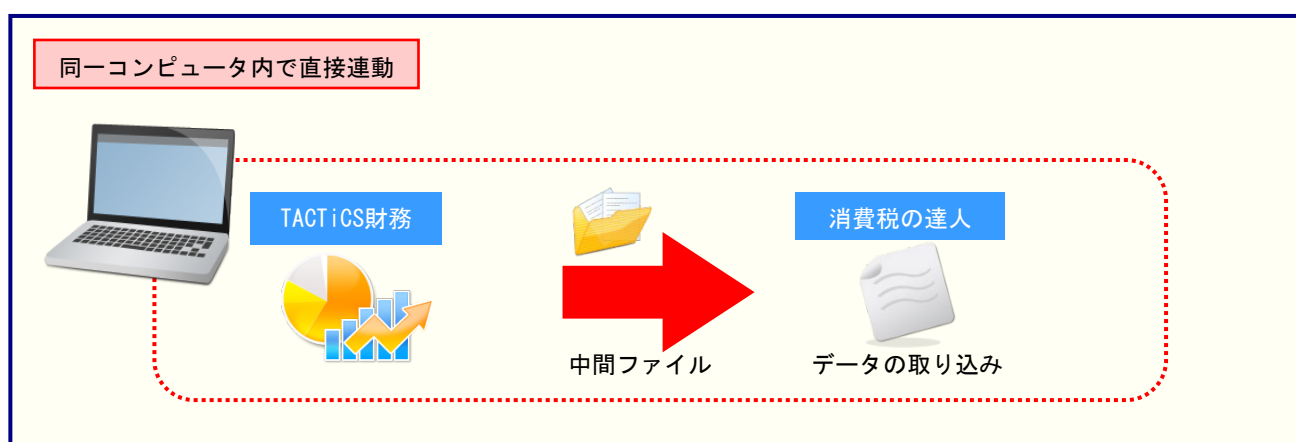 同一コンピュータ内で直接連動
TACTiCS財務
消費税の達人
中間ファイル
データの取り込み